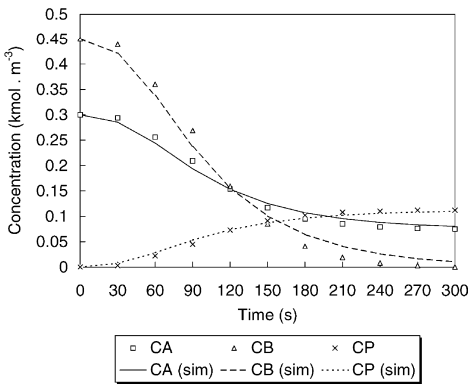 0.5
0.45
0.4
0.35
0.3
0.25
0.2
0.15
0.1
0.05
0
Concentration (kmol . m-3)
0 30 60 90 120 150 180 210 240 270 300
Time (s)
CA CB CP
CA (sim) CB (sim) CP (sim)